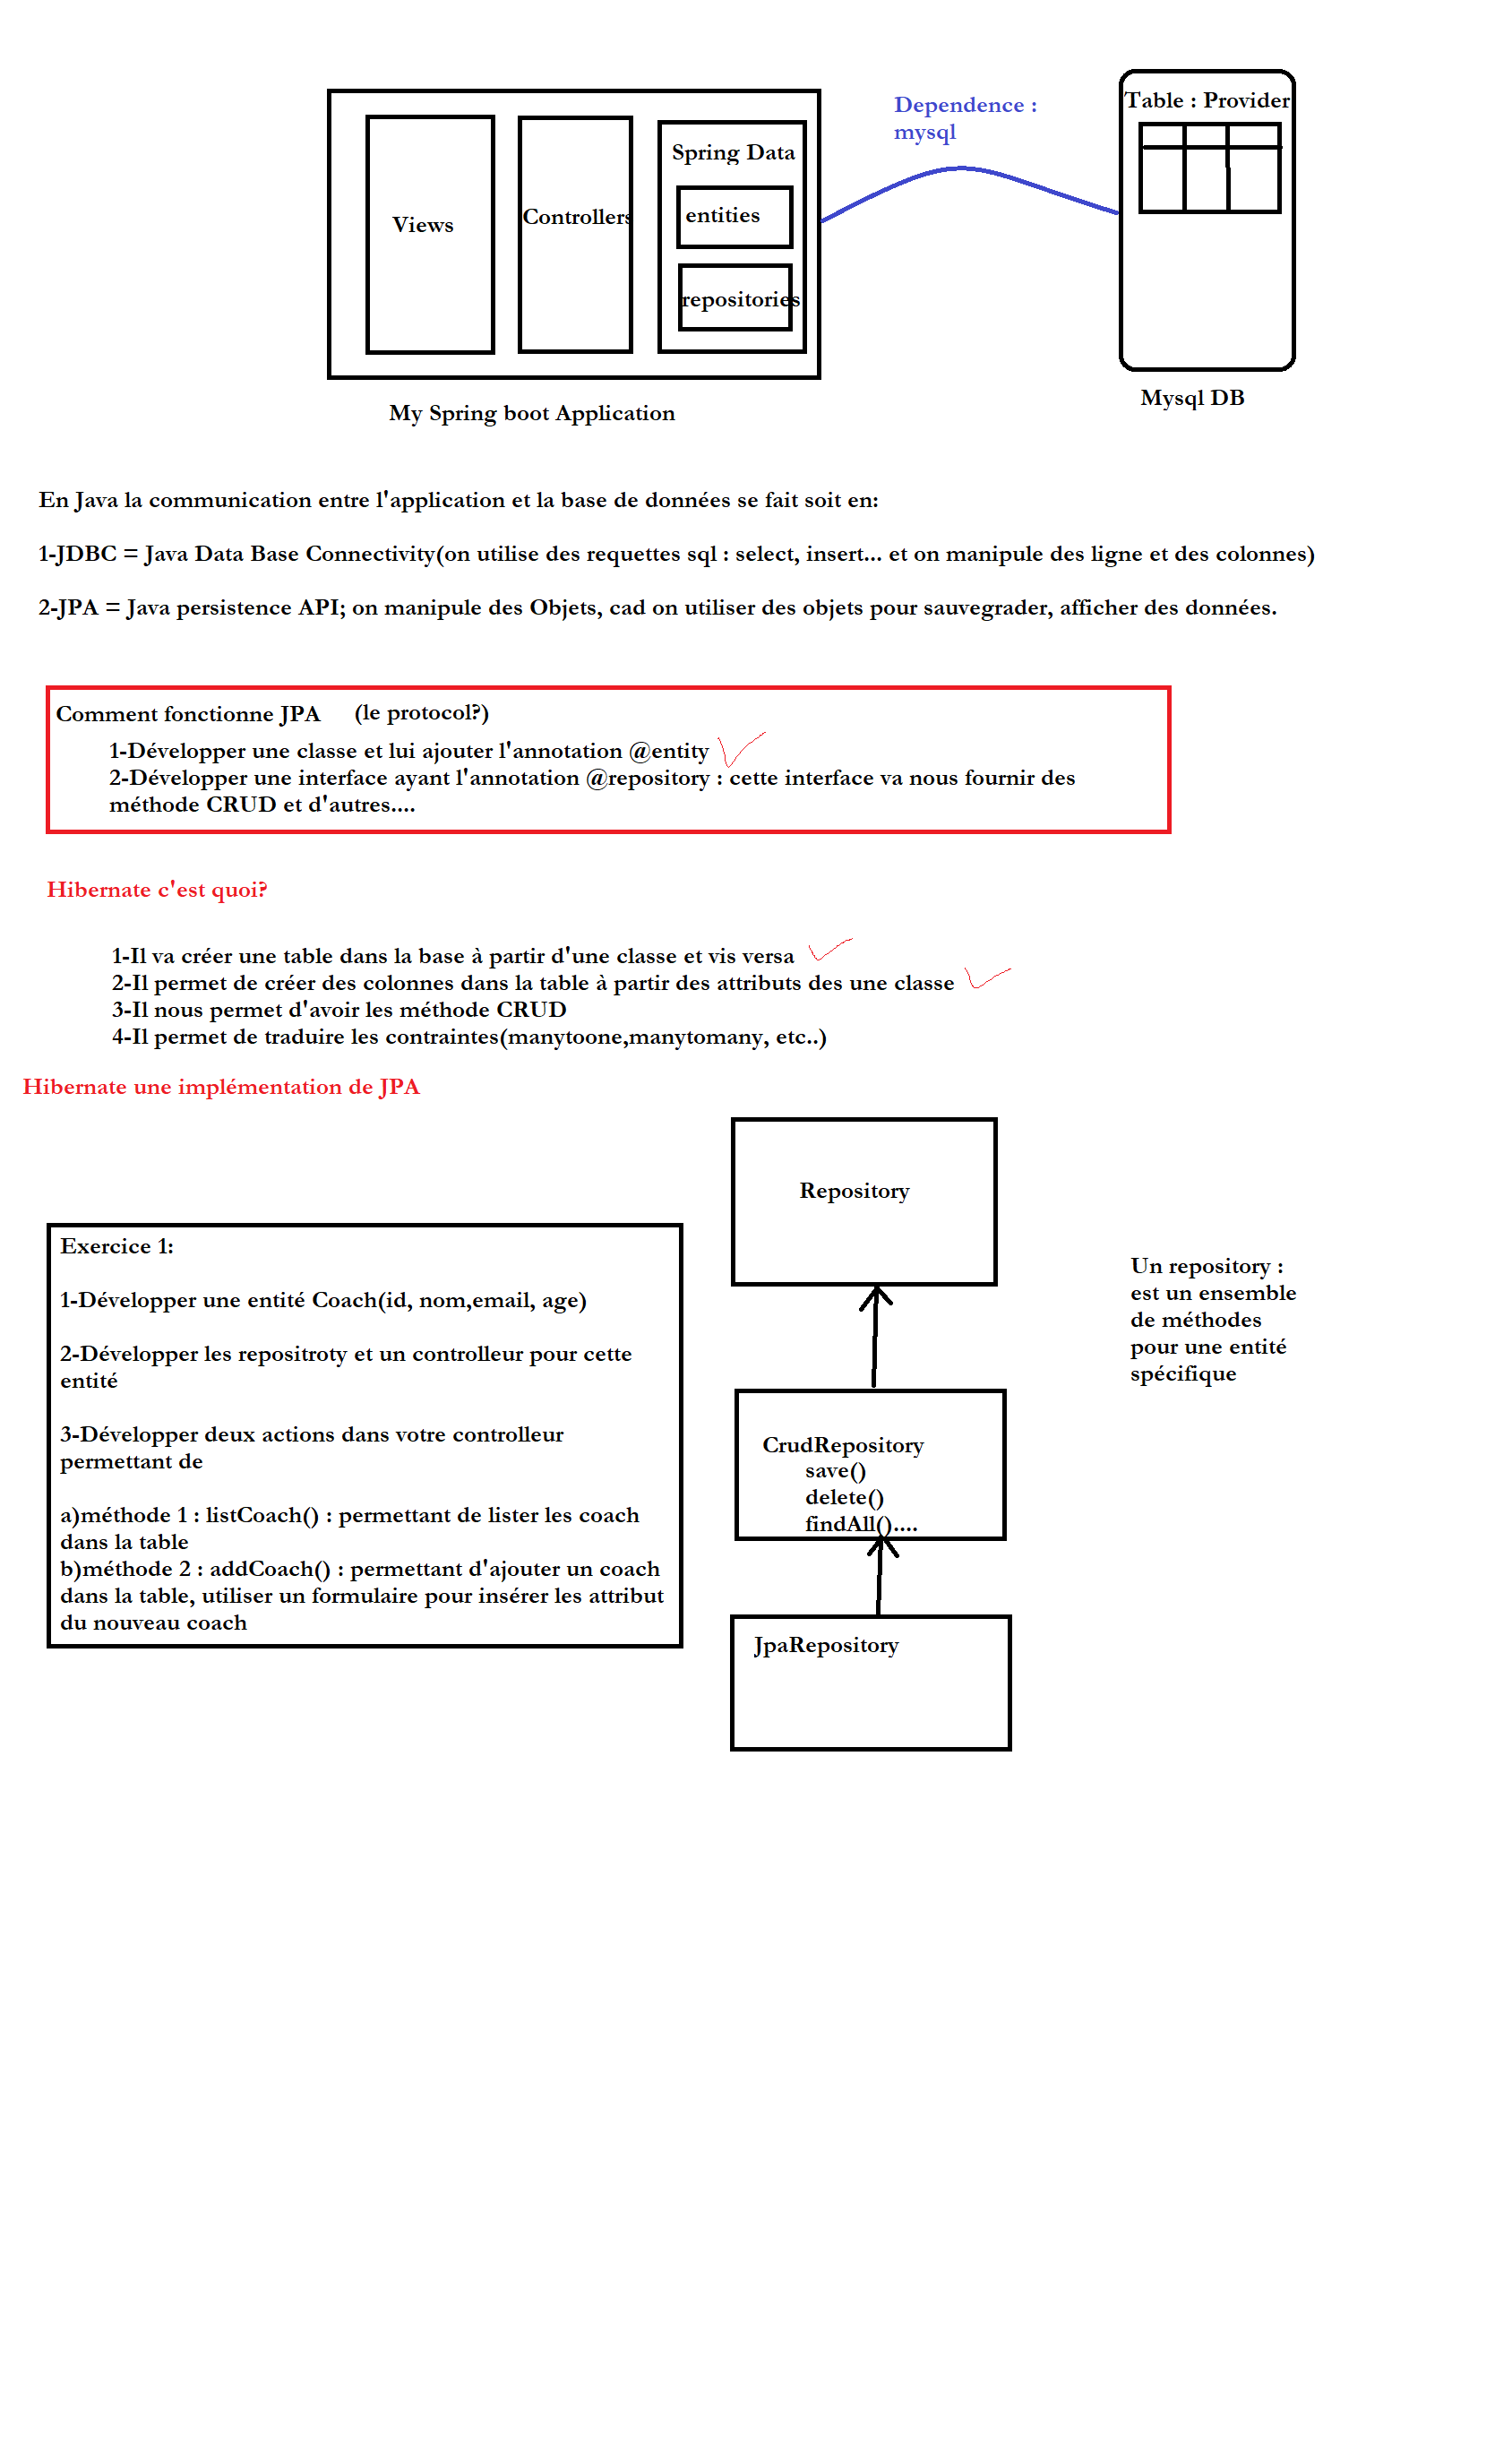 Dependence :
mysql
Table : Provider
Spring Data
Views
Controllers
entities
repositories
My Spring boot Application
Mysql DB
En Java la communication entre l'application et la base de données se fait soit en:
1-JDBC = Java Data Base Connectivity(on utilise des requettes sql : select, insert... et on manipule des ligne et des colonnes)
2-JPA = Java persistence API; on manipule des Objets, cad on utiliser des objets pour sauvegrader, afficher des données.
Comment fonctionne JPA (le protocol?)
1-Développer une classe et lui ajouter l'annotation @entity
2-Développer une interface ayant l'annotation @repository : cette interface va nous fournir des
méthode CRUD et d'autres....
Hibernate c'est quoi?
1-Il va créer une table dans la base à partir d'une classe et vis versa
2-Il permet de créer des colonnes dans la table à partir des attributs des une classe
3-Il nous permet d'avoir les méthode CRUD
4-Il permet de traduire les contraintes(manytoone,manytomany, etc..)
Hibernate une implémentation de JPA
Exercice 1:
1-Développer une entité Coach(id, nom,email, age)
2-Développer les repositroty et un controlleur pour cette
entité
3-Développer deux actions dans votre controlleur
permettant de
a)méthode 1 : listCoach() : permettant de lister les coach
dans la table
b)méthode 2 : addCoach() : permettant d'ajouter un coach
dans la table, utiliser un formulaire pour insérer les attribut
du nouveau coach
Repository
CrudRepository
save()
delete()
findAll()....
JpaRepository
Un repository :
est un ensemble
de méthodes
pour une entité
spécifique